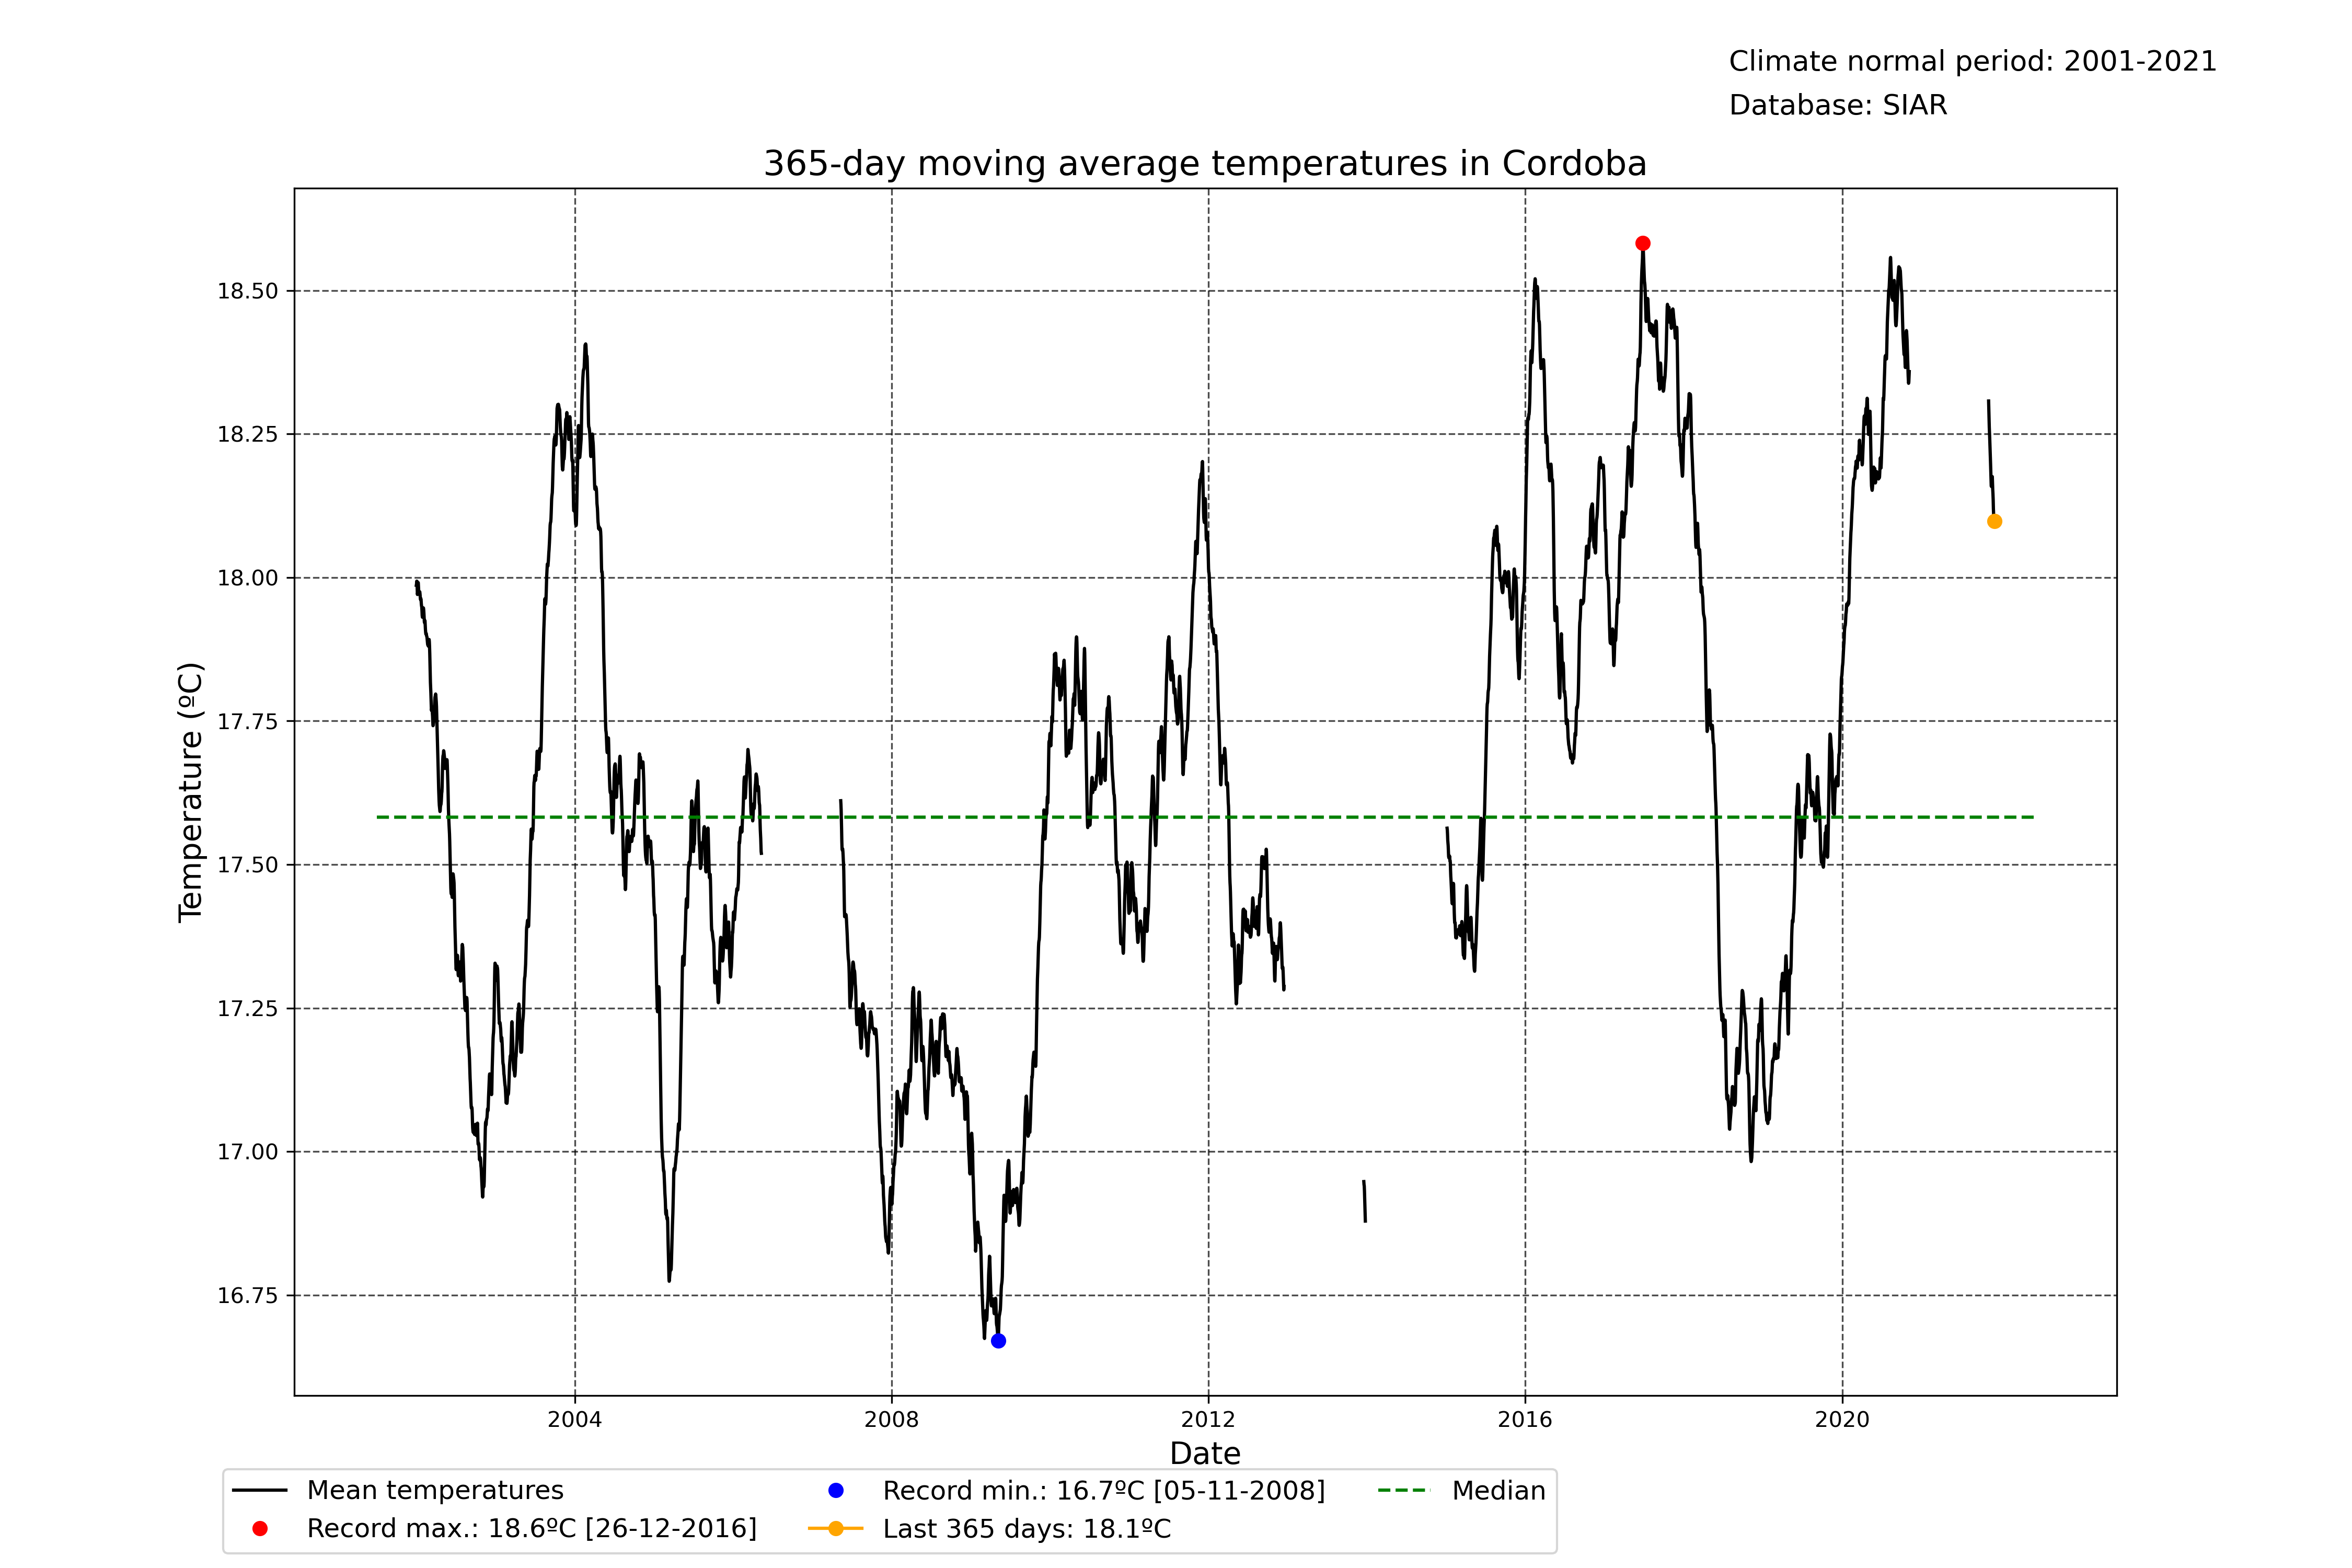 Climate normal period: 2001-2021
Database: SIAR
365-day moving average temperatures in Cordoba
Temperature (ºC)
18.50
18.25
18.00
17.75
17.50
17.25
17.00
16.75
2004 2008 2012 2016 2020
Date
Mean temperatures
Record max.: 18.6ºC [26-12-2016]
Record min.: 16.7ºC [05-11-2008]
Last 365 days: 18.1ºC
Median